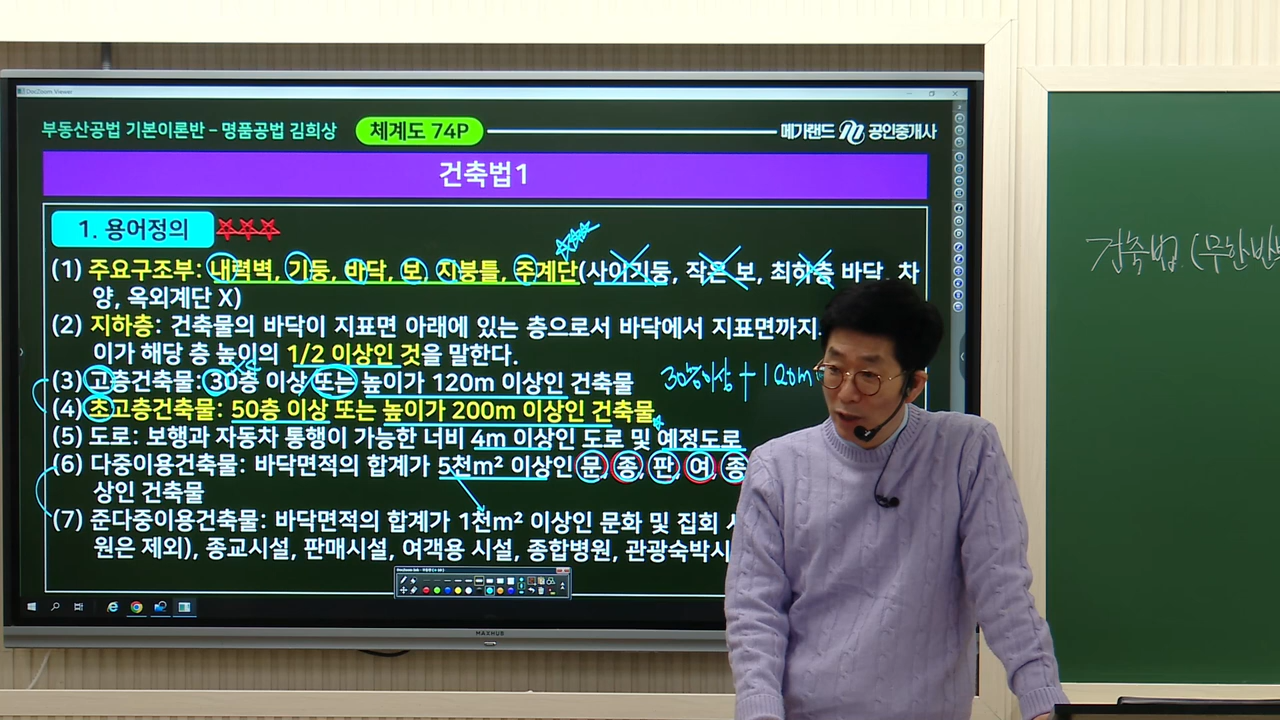 DocZoom Viewer
부동산공법 기본이론반 - 명품공법 김희상 체계도 74P 메가랜드 공인중개사
건축법1
1. 용어정의
(1) 주요구조부: 내력벽, 기둥, 바닥, 보, 지붕틀, 주계단(사이기둥, 작은 보, 최하층 바닥 차
양, 옥외계단 X)
(2) 지하층: 건축물의 바닥이 지표면 아래에 있는 층으로서 바닥에서 지표면까지
이가 해당 층 높이의 1/2 이상인 것을 말한다.
(3) 고층건축물: 30층 이상 또는 높이가 120m 이상인 건축물 30층이상 + 120m
(4) 초고층건축물: 50층 이상 또는 높이가 200m 이상인 건축물
(5) 도로: 보행과 자동차 통행이 가능한 너비 4m 이상인 도로 및 예정도로
(6) 다중이용건축물: 바닥면적의 합계가 5천m² 이상인 문, 종, 판, 여, 종
상인 건축물
(7) 준다중이용건축물: 바닥면적의 합계가 1천m² 이상인 문화 및 집회 시
원은 제외), 종교시설, 판매시설, 여객용 시설, 종합병원, 관광숙박시
MAXHUB
건축법 (무한반